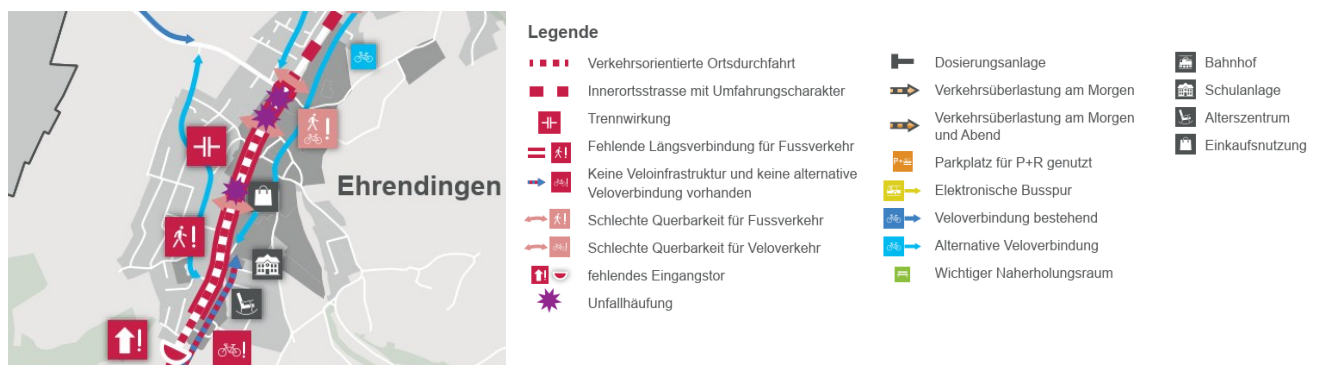 Ehrendingen
Legende
Verkehrsorientierte Ortsdurchfahrt
Innerortsstrasse mit Umfahrungscharakter
Trennwirkung
Fehlende Längsverbindung für Fussverkehr
Keine Veloinfrastruktur und keine alternative
Veloverbindung vorhanden
Schlechte Querbarkeit für Fussverkehr
Schlechte Querbarkeit für Veloverkehr
fehlendes Eingangstor
Unfallhäufung
Dosierungsanlage
Verkehrsüberlastung am Morgen
Verkehrsüberlastung am Morgen
und Abend
P+
Parkplatz für P+R genutzt
Elektronische Busspur
Veloverbindung bestehend
Alternative Veloverbindung
Wichtiger Naherholungsraum
Bahnhof
Schulanlage
Alterszentrum
Einkaufsnutzung